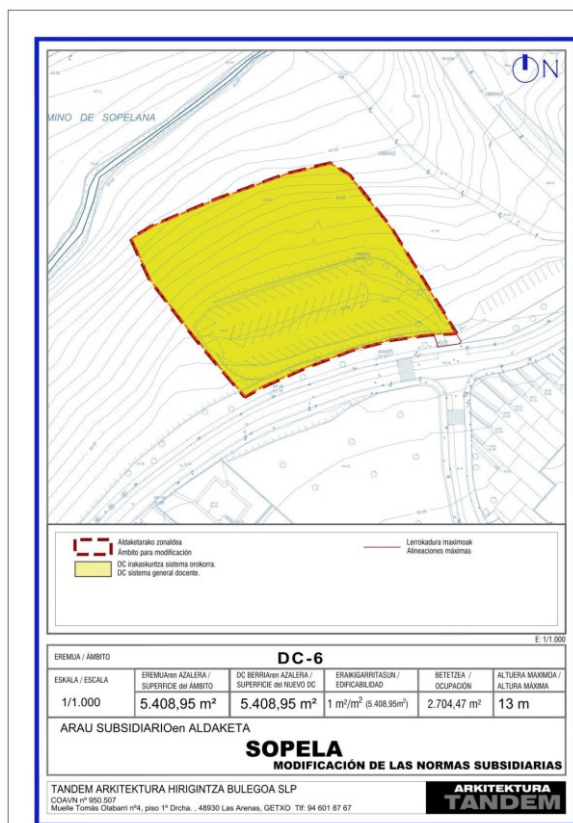 N
MINO DE SOPELANA
Aldaketarako zonaldea
Ámbito para modificación
DC irakaskuntza sistema orokorra.
DC sistema general docente.
Lerrokadura maximoak
Alineaciones máximas
E: 1/1.000
EREMUA / ÁMBITO
DC-6
ESKALA / ESCALA
1/1.000
EREMUAren AZALERA /
SUPERFICIE del ÁMBITO
5.408,95 m²
DC BERRIAren AZALERA /
SUPERFICIE del NUEVO DC
5.408,95 m²
ERAIKIGARRITASUN /
EDIFICABILIDAD
1 m²/m² (5.408,95m²)
BETETZEA /
OCUPACIÓN
2.704,47 m²
ALTUERA MAXIMOA /
ALTURA MÁXIMA
13 m
ARAU SUBSIDIARIOen ALDAKETA
SOPELA
MODIFICACIÓN DE LAS NORMAS SUBSIDIARIAS
TANDEM ARKITEKTURA HIRIGINTZA BULEGOA SLP
COAVN nº 950.507
Muelle Tomás Olabarri nº4, piso 1º Drcha. , 48930 Las Arenas, GETXO Tlf: 94 601 87 67
ARKITEKTURA
TANDEM